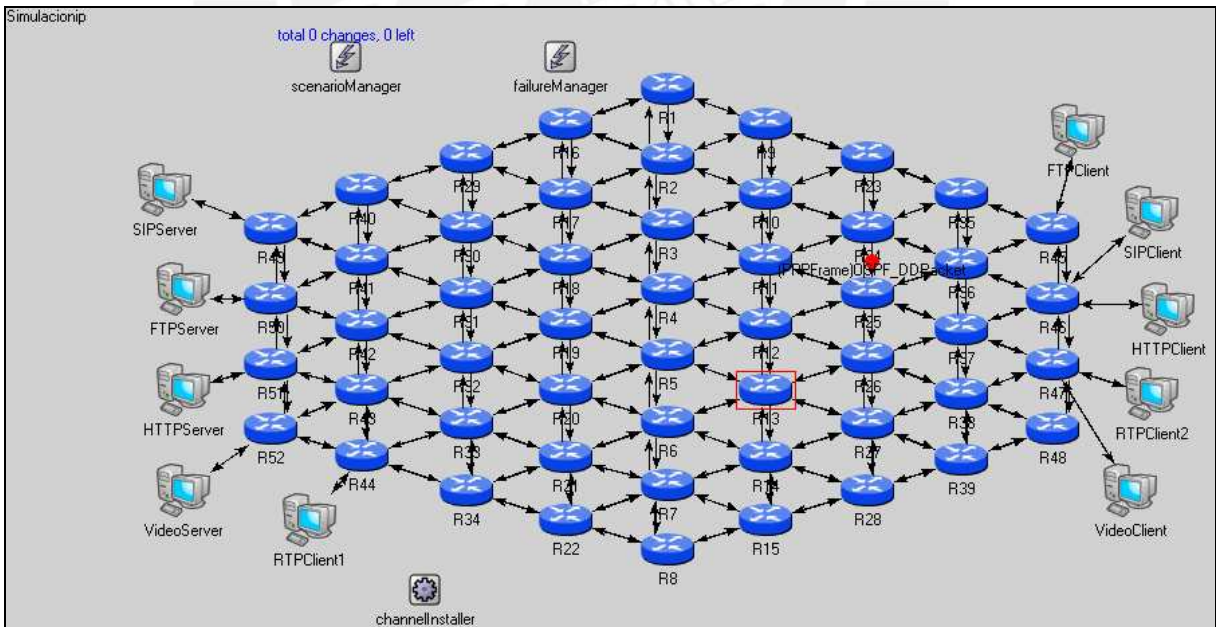 Simulacionip
total 0 changes, 0 left
scenarioManager
failureManager
R1
R16
R9
FTPClient
R29
R2
R23
R40
R17
R10
R35
SIPServer
R49
R30
R3
R45
SIPClient
(PPPFrame)OSPF_DDPacket
R41
R18
R11
R36
FTPServer
R50
R31
R4
R25
R46
HTTPClient
R42
R19
R12
R37
R51
R32
R5
R26
R47
HTTPServer
R43
R20
R13
R38
RTPClient2
R52
R33
R6
R27
R48
R44
R21
R14
R39
VideoServer
R34
R7
R28
VideoClient
RTPClient1
R22
R15
R8
channelInstaller